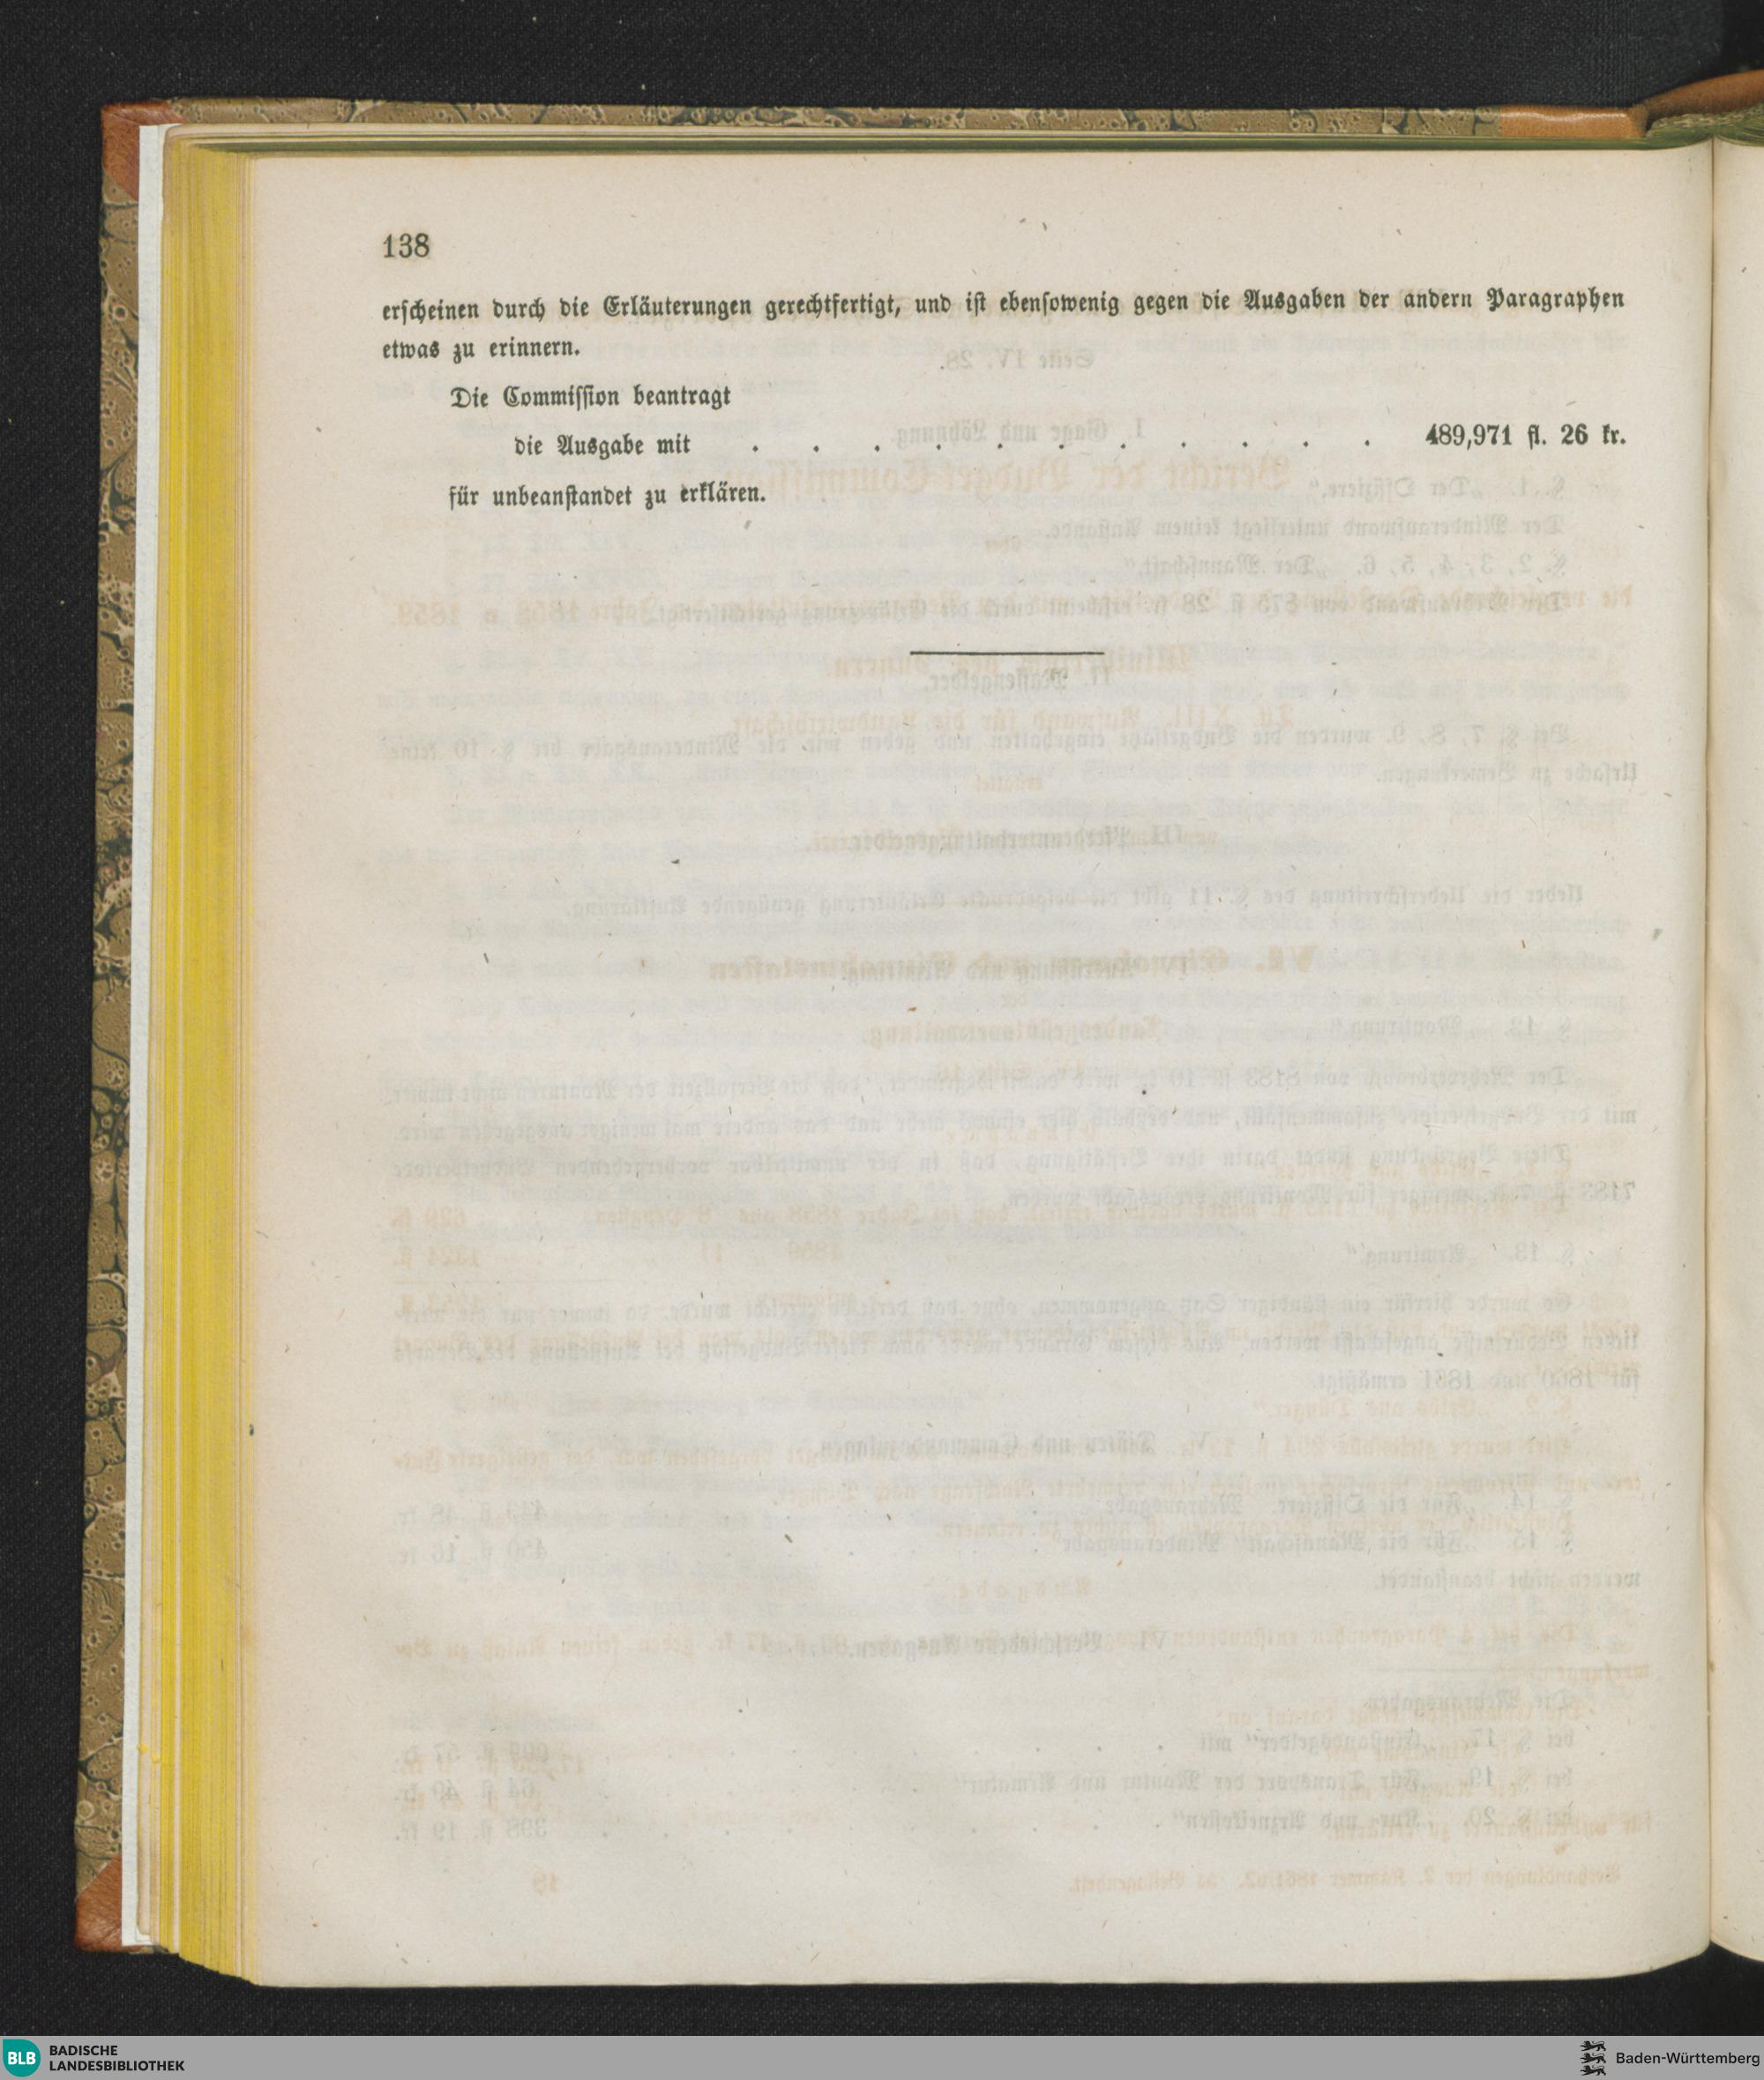 138
erscheinen durch die Erläuterungen gerechtfertigt, und ist ebensowenig gegen die Ausgaben der andern Paragraphen
etwas zu erinnern.
Die Commission beantragt
die Ausgabe mit . . . . . . . . . . . 489,971 fl. 26 kr.
für unbeanstandet zu erklären.
BLB BADISCHE
LANDESBIBLIOTHEK
Baden-Württemberg